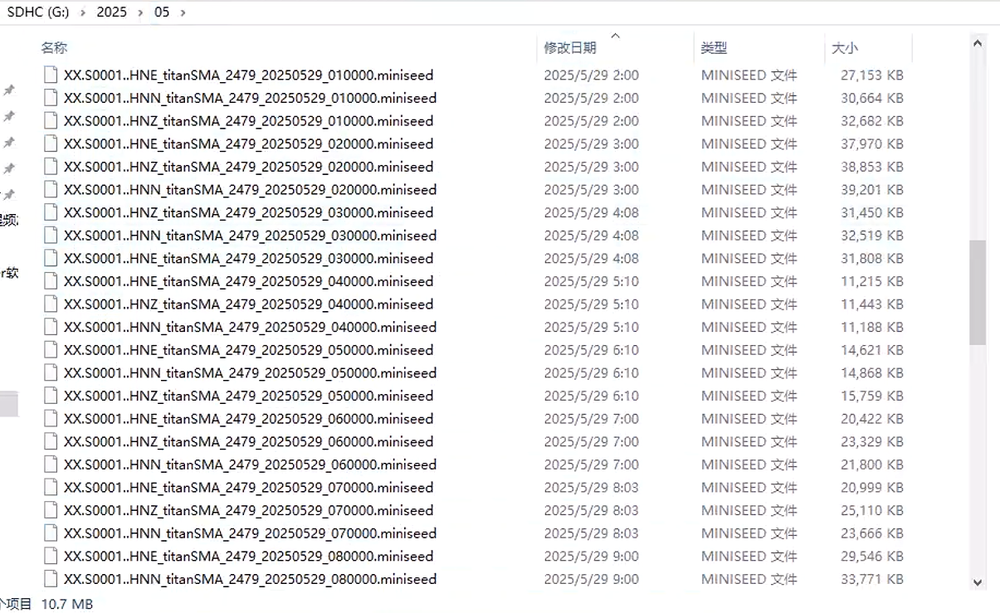 SDHC (G:) › 2025 › 05 ›
名称 修改日期 类型 大小
XX.S0001..HNE_titanSMA_2479_20250529_010000.miniseed 2025/5/29 2:00 MINISEED 文件 27,153 KB
XX.S0001..HNN_titanSMA_2479_20250529_010000.miniseed 2025/5/29 2:00 MINISEED 文件 30,664 KB
XX.S0001..HNZ_titanSMA_2479_20250529_010000.miniseed 2025/5/29 2:00 MINISEED 文件 32,682 KB
XX.S0001..HNE_titanSMA_2479_20250529_020000.miniseed 2025/5/29 3:00 MINISEED 文件 37,970 KB
XX.S0001..HNZ_titanSMA_2479_20250529_020000.miniseed 2025/5/29 3:00 MINISEED 文件 38,853 KB
XX.S0001..HNN_titanSMA_2479_20250529_020000.miniseed 2025/5/29 3:00 MINISEED 文件 39,201 KB
XX.S0001..HNZ_titanSMA_2479_20250529_030000.miniseed 2025/5/29 4:08 MINISEED 文件 31,450 KB
XX.S0001..HNN_titanSMA_2479_20250529_030000.miniseed 2025/5/29 4:08 MINISEED 文件 32,519 KB
XX.S0001..HNE_titanSMA_2479_20250529_030000.miniseed 2025/5/29 4:08 MINISEED 文件 31,808 KB
XX.S0001..HNE_titanSMA_2479_20250529_040000.miniseed 2025/5/29 5:10 MINISEED 文件 11,215 KB
XX.S0001..HNZ_titanSMA_2479_20250529_040000.miniseed 2025/5/29 5:10 MINISEED 文件 11,443 KB
XX.S0001..HNN_titanSMA_2479_20250529_040000.miniseed 2025/5/29 5:10 MINISEED 文件 11,188 KB
XX.S0001..HNE_titanSMA_2479_20250529_050000.miniseed 2025/5/29 6:10 MINISEED 文件 14,621 KB
XX.S0001..HNN_titanSMA_2479_20250529_050000.miniseed 2025/5/29 6:10 MINISEED 文件 14,868 KB
XX.S0001..HNZ_titanSMA_2479_20250529_050000.miniseed 2025/5/29 6:10 MINISEED 文件 15,759 KB
XX.S0001..HNE_titanSMA_2479_20250529_060000.miniseed 2025/5/29 7:00 MINISEED 文件 20,422 KB
XX.S0001..HNZ_titanSMA_2479_20250529_060000.miniseed 2025/5/29 7:00 MINISEED 文件 23,329 KB
XX.S0001..HNN_titanSMA_2479_20250529_060000.miniseed 2025/5/29 7:00 MINISEED 文件 21,800 KB
XX.S0001..HNE_titanSMA_2479_20250529_070000.miniseed 2025/5/29 8:03 MINISEED 文件 20,999 KB
XX.S0001..HNZ_titanSMA_2479_20250529_070000.miniseed 2025/5/29 8:03 MINISEED 文件 25,110 KB
XX.S0001..HNN_titanSMA_2479_20250529_070000.miniseed 2025/5/29 8:03 MINISEED 文件 23,666 KB
XX.S0001..HNE_titanSMA_2479_20250529_080000.miniseed 2025/5/29 9:00 MINISEED 文件 29,546 KB
XX.S0001..HNN_titanSMA_2479_20250529_080000.miniseed 2025/5/29 9:00 MINISEED 文件 33,771 KB
r软
个项目 10.7 MB